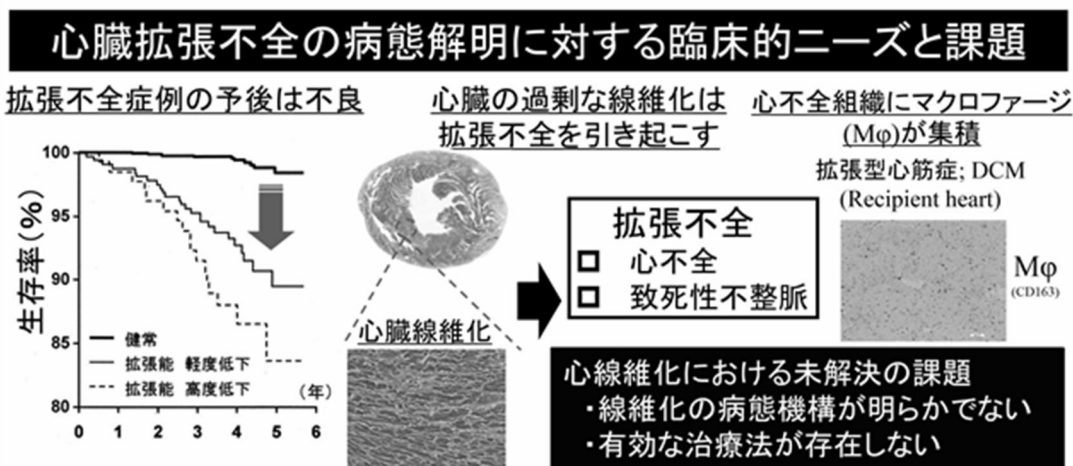 心臓拡張不全の病態解明に対する臨床的ニーズと課題
拡張不全症例の予後は不良
生存率(%)
100
95
90
85
80
0 1 2 3 4 5 6
(年)
健常
拡張能 軽度低下
拡張能 高度低下
心臓の過剰な線維化は
拡張不全を引き起こす
心臓線維化
拡張不全
心不全
致死性不整脈
心不全組織にマクロファージ
(Mφ)が集積
拡張型心筋症; DCM
(Recipient heart)
Mφ
(CD163)
心線維化における未解決の課題
・線維化の病態機構が明らかでない
・有効な治療法が存在しない